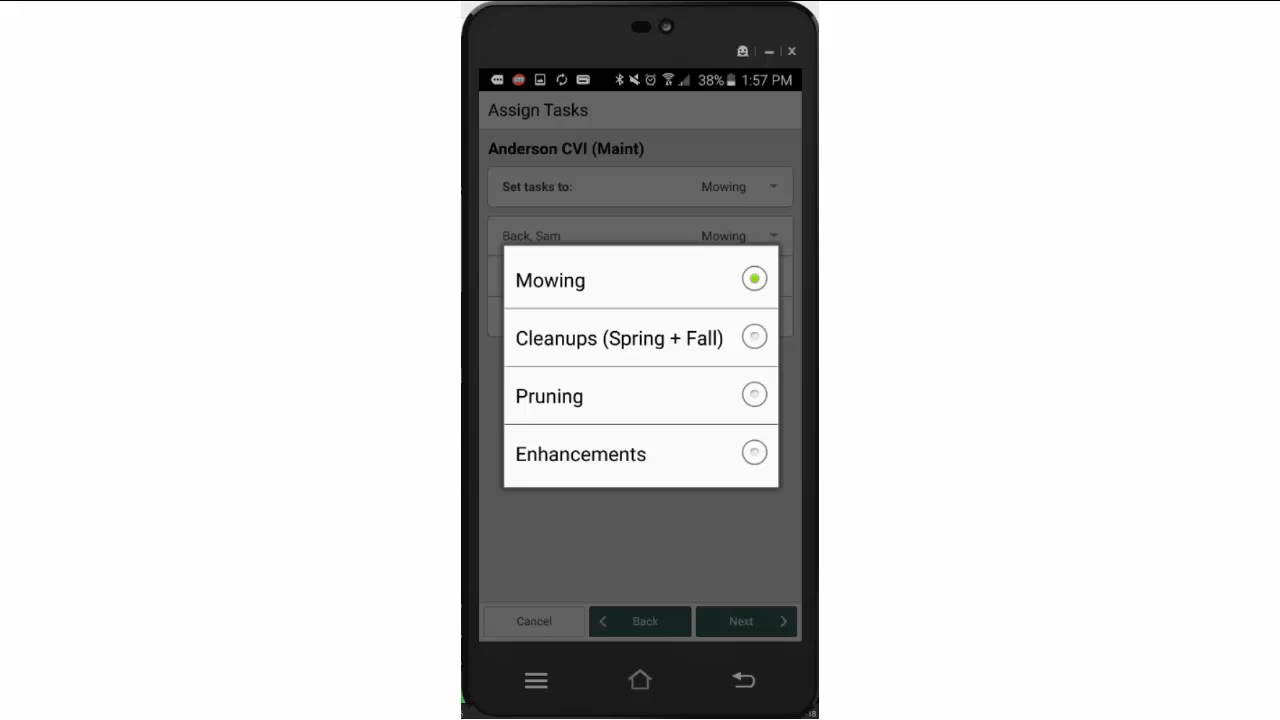 38% 1:57 PM
Assign Tasks
Anderson CVI (Maint)
Set tasks to: Mowing
Back, Sam Mowing
Mowing
Cleanups (Spring + Fall)
Pruning
Enhancements
Cancel Back Next